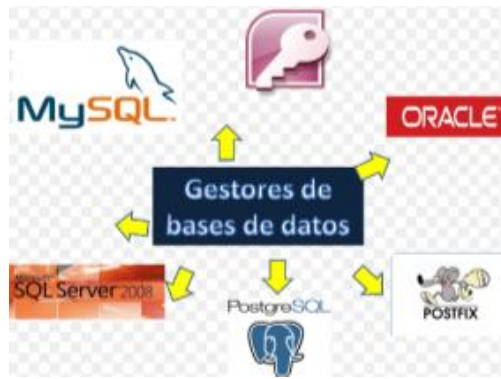 MySQL
ORACLE
Gestores de
bases de datos
SQL Server 2008
PostgreSQL
POSTFIX